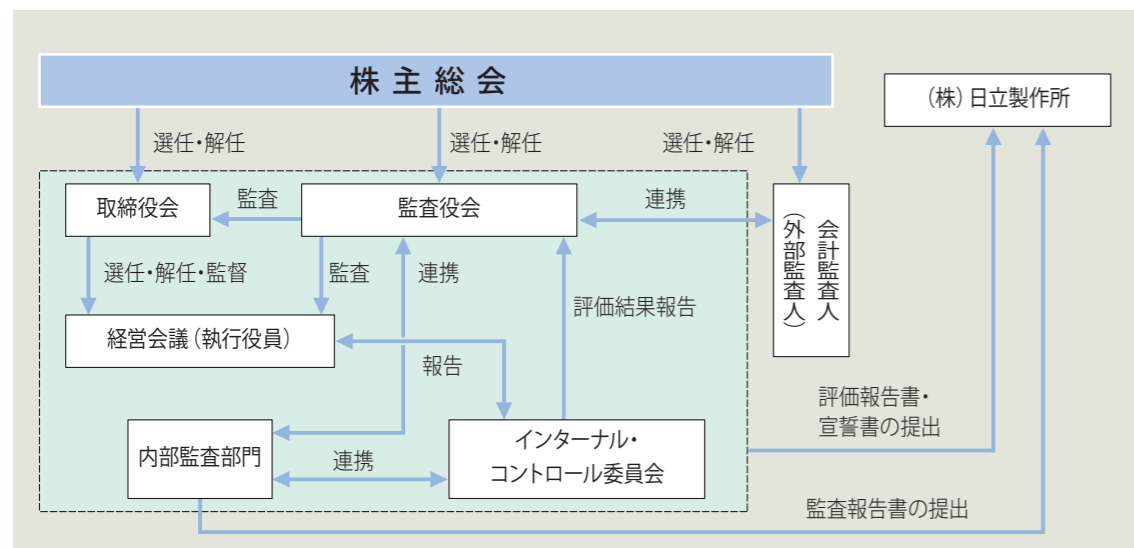 株主総会
(株)日立製作所
選任・解任
選任・解任
選任・解任
取締役会
監査
監査役会
連携
会計監査人
(外部監査人)
選任・解任・監督
監査
連携
評価結果報告
経営会議(執行役員)
報告
評価報告書・
宣誓書の提出
内部監査部門
連携
インターナル・
コントロール委員会
監査報告書の提出